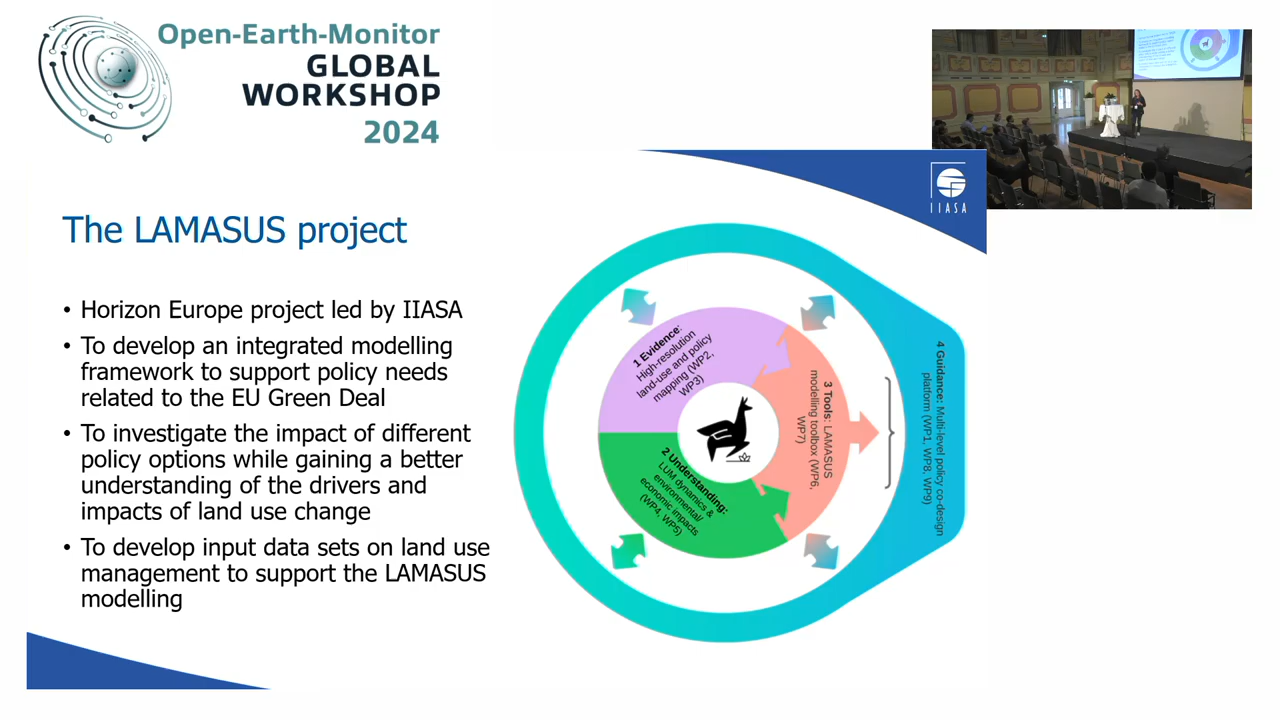 Open-Earth-Monitor
GLOBAL
WORKSHOP
2024
IIASA
The LAMASUS project
• Horizon Europe project led by IIASA
• To develop an integrated modelling
framework to support policy needs
related to the EU Green Deal
• To investigate the impact of different
policy options while gaining a better
understanding of the drivers and
impacts of land use change
• To develop input data sets on land use
management to support the LAMASUS
modelling
1 Evidence:
High-resolution
land-use and policy
mapping (WP2,
WP3)
2 Understanding:
LUM dynamics &
environmental/
economic impacts
(WP4, WP5)
3 Tools: LAMASUS
modelling toolbox (WP6,
WP7)
4 Guidance: Multi-level policy co-design
platform (WP1, WP8, WP9)